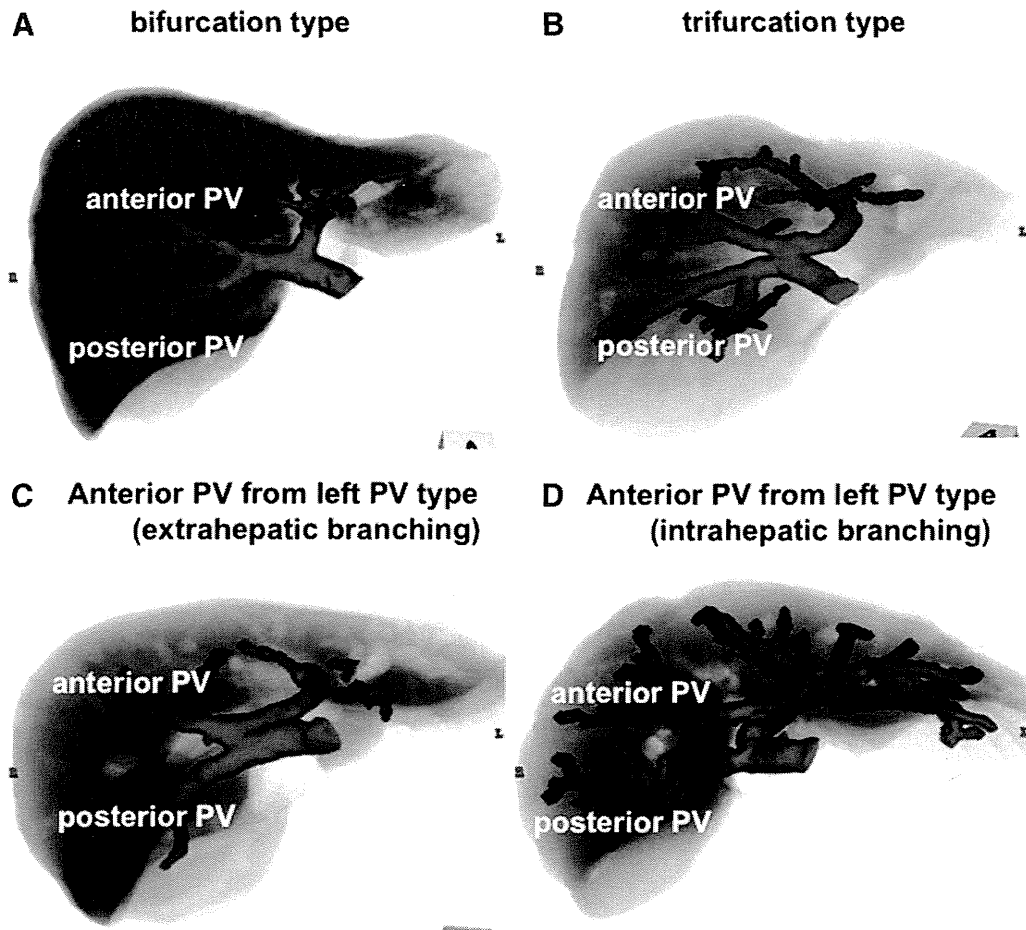 A bifurcation type
anterior PV
posterior PV
R
L
A
B trifurcation type
anterior PV
posterior PV
R
L
A
C Anterior PV from left PV type
(extrahepatic branching)
anterior PV
posterior PV
R
L
D Anterior PV from left PV type
(intrahepatic branching)
anterior PV
posterior PV
R